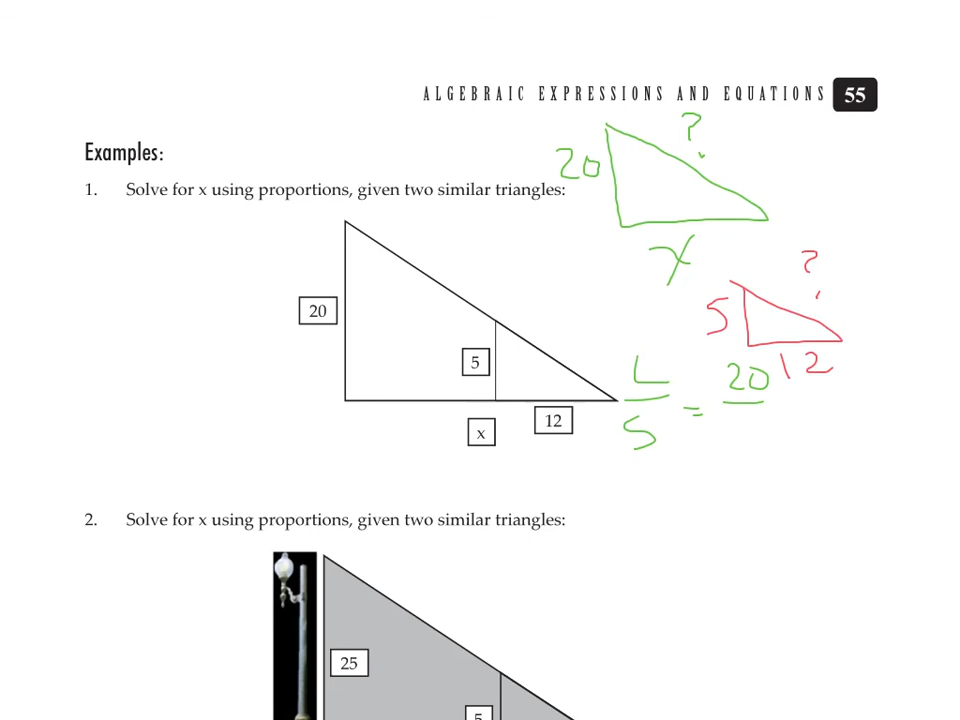 ALGEBRAIC EXPRESSIONS AND EQUATIONS 55
?
Examples:
20
1. Solve for x using proportions, given two similar triangles:
x
?
20
5
5
12
L
20
12
=
x
5
2. Solve for x using proportions, given two similar triangles:
25
5